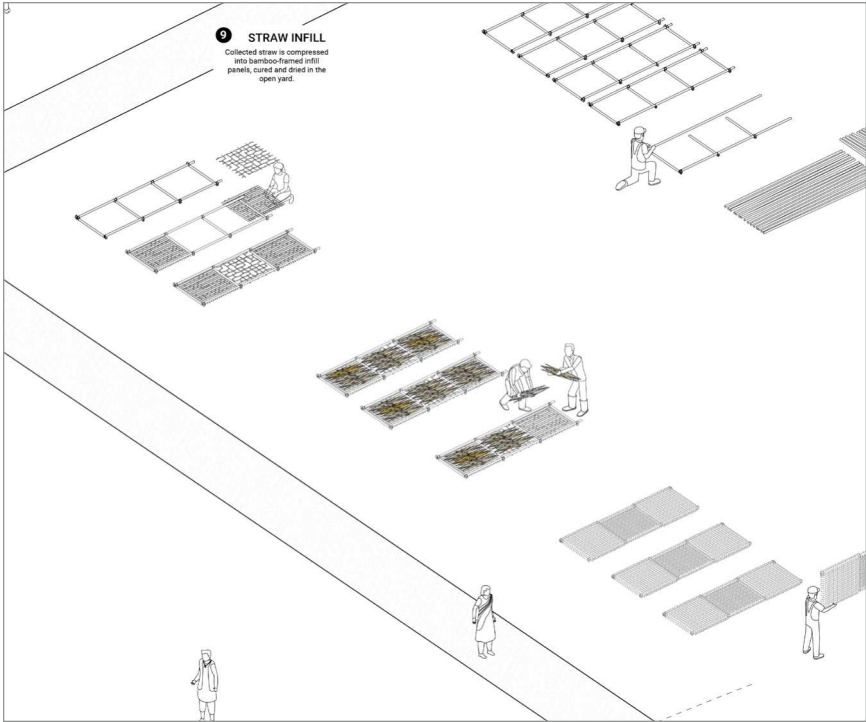 9 STRAW INFILL
Collected straw is compressed
into bamboo-framed infill
panels, cured and dried in the
open yard.